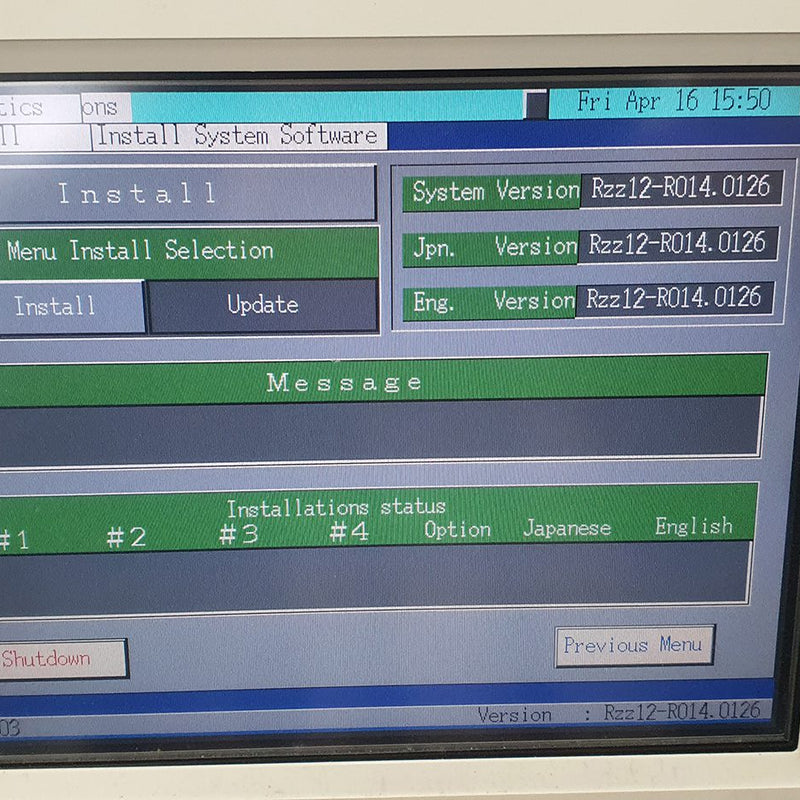 tics ons Fri Apr 16 15:50
ll Install System Software
Install
System Version Rzz12-R014.0126
Menu Install Selection
Jpn. Version Rzz12-R014.0126
Install Update
Eng. Version Rzz12-R014.0126
Message
Installations status
#1 #2 #3 #4 Option Japanese English
Shutdown Previous Menu
03 Version : Rzz12-R014.0126